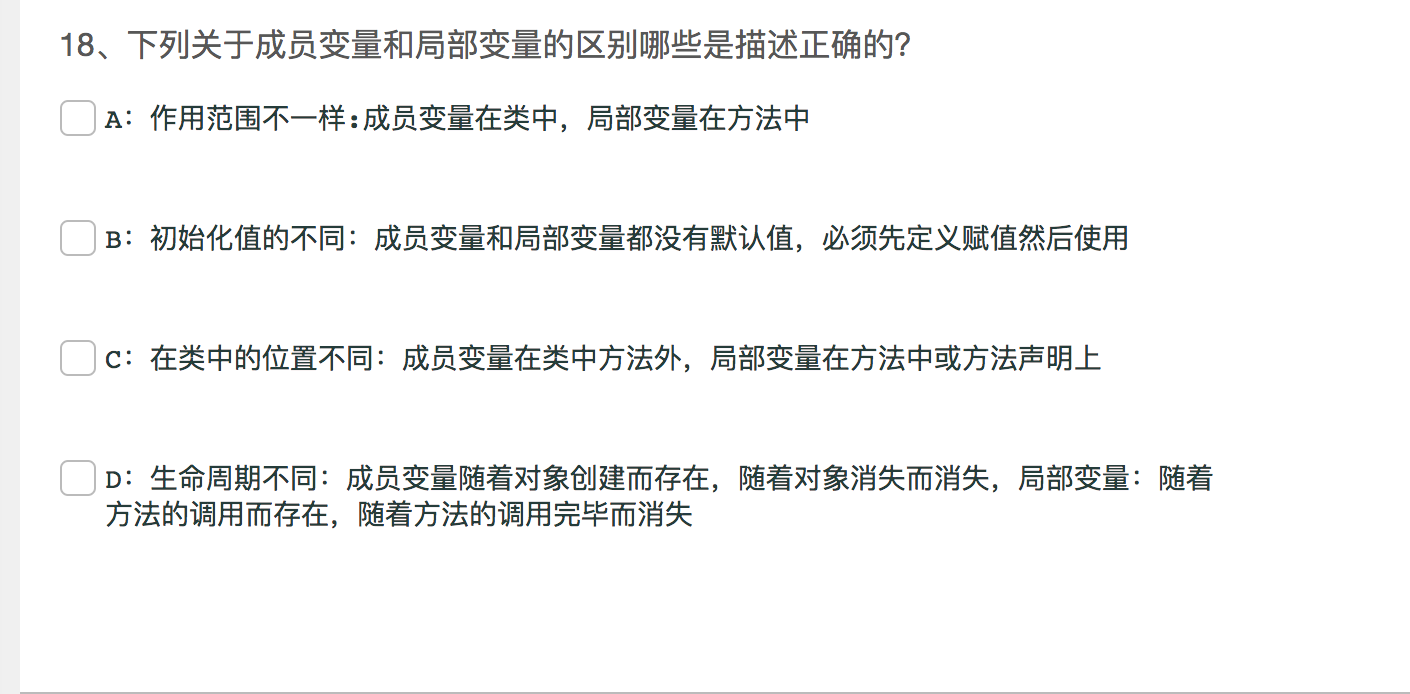 18、下列关于成员变量和局部变量的区别哪些是描述正确的?
A: 作用范围不一样:成员变量在类中，局部变量在方法中
B: 初始化值的不同：成员变量和局部变量都没有默认值，必须先定义赋值然后使用
C: 在类中的位置不同：成员变量在类中方法外，局部变量在方法中或方法声明上
D: 生命周期不同：成员变量随着对象创建而存在，随着对象消失而消失，局部变量：随着
方法的调用而存在，随着方法的调用完毕而消失